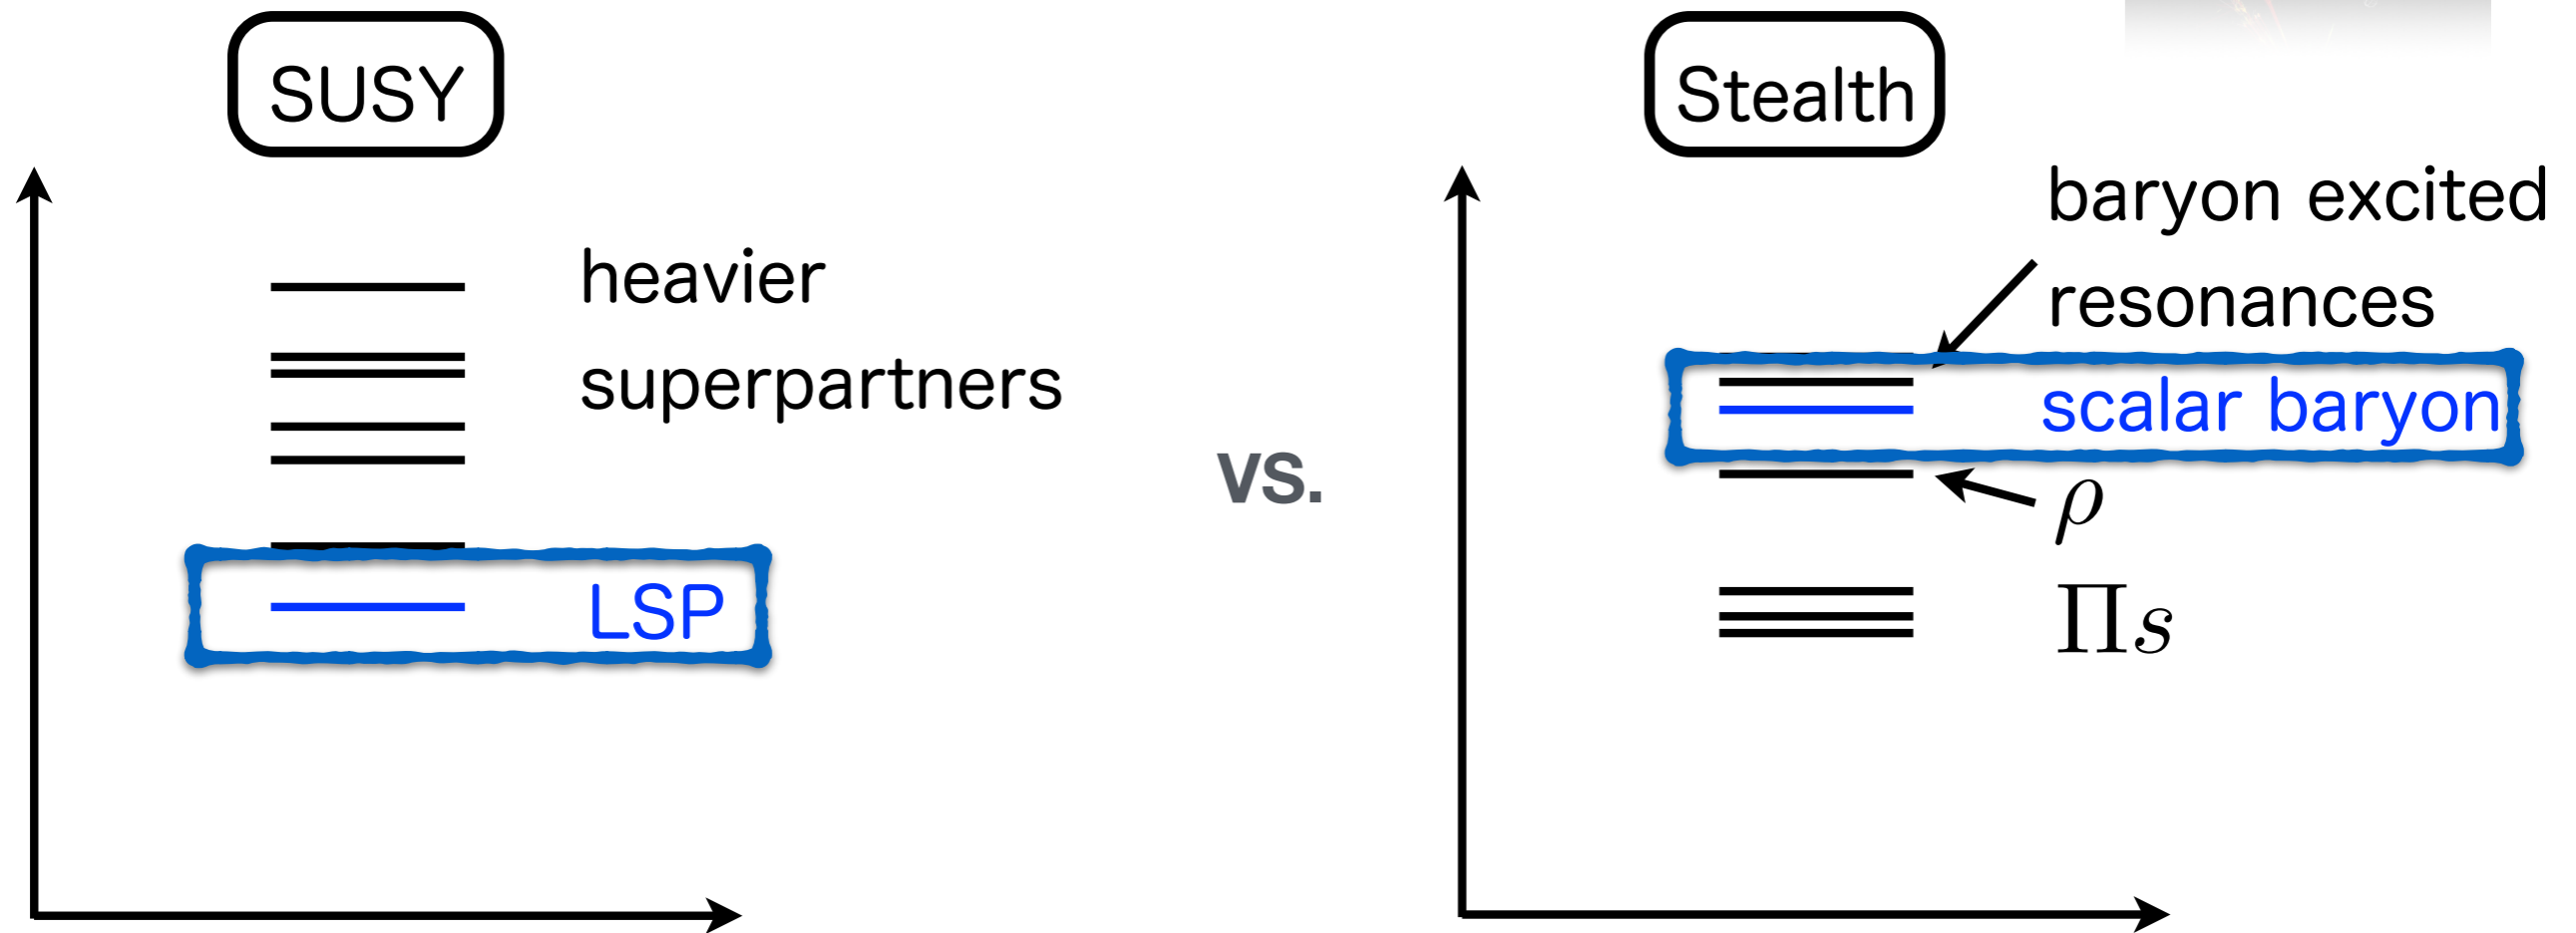 SUSY
heavier
superpartners
LSP
vs.
Stealth
baryon excited
resonances
scalar baryon
ρ
Πs